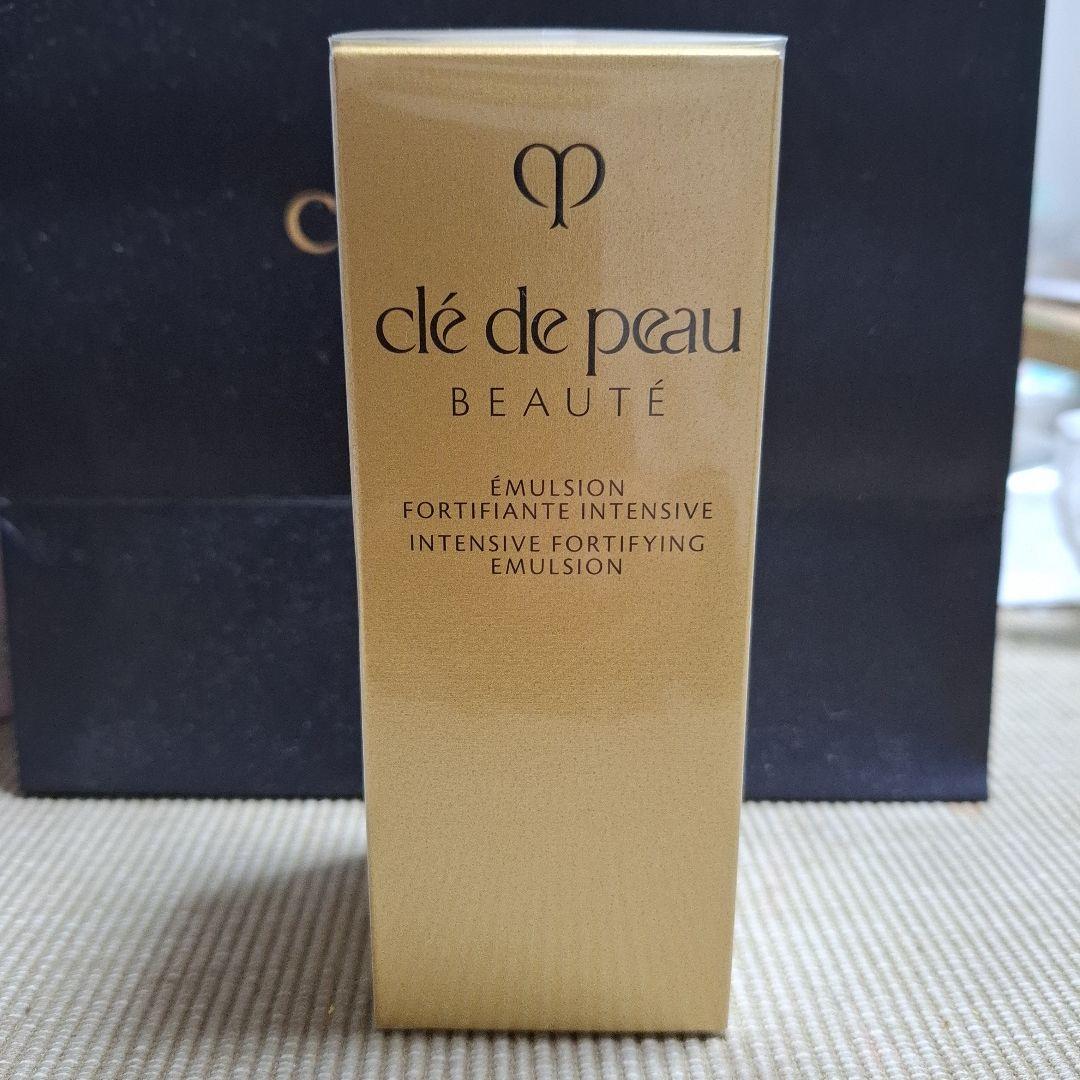 clé de peau
BEAUTÉ
ÉMULSION
FORTIFIANTE INTENSIVE
INTENSIVE FORTIFYING
EMULSION